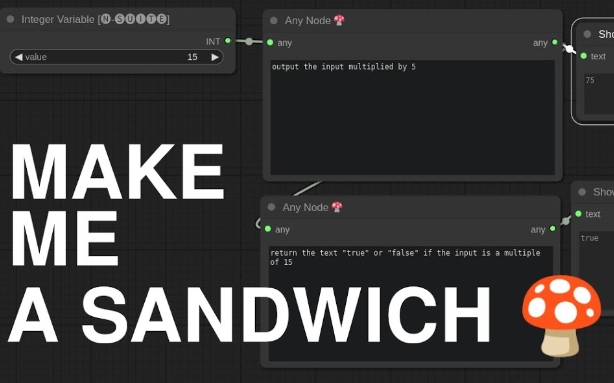 Integer Variable [🅝-🅢🅤🅘🅣🅔]
INT
value 15
Any Node 🍄
any any
output the input multiplied by 5
Sho
text
75
MAKE
ME
A SANDWICH 🍄
Any Node 🍄
any any
return the text "true" or "false" if the input is a multiple
of 15
Show
text
true